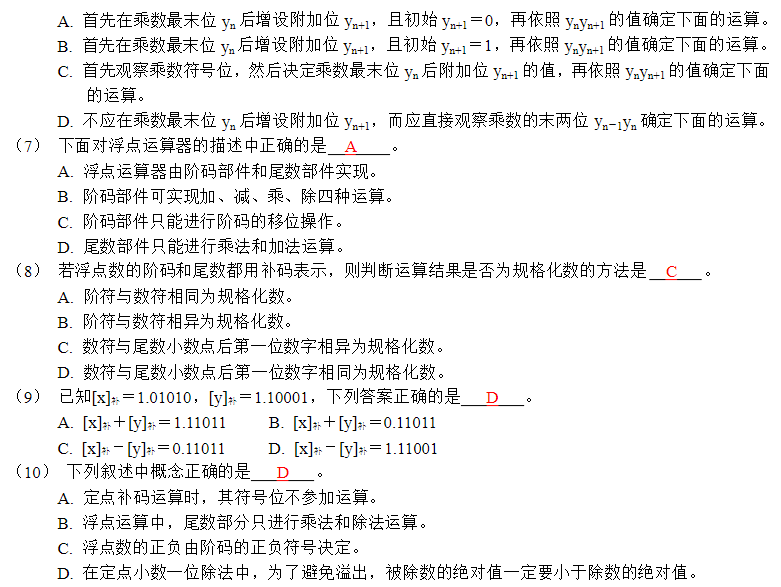 A. 首先在乘数最末位 yn 后增设附加位 yn+1，且初始 yn+1＝0，再依照 ynyn+1 的值确定下面的运算。
B. 首先在乘数最末位 yn 后增设附加位 yn+1，且初始 yn+1＝1，再依照 ynyn+1 的值确定下面的运算。
C. 首先观察乘数符号位，然后决定乘数最末位 yn 后附加位 yn+1 的值，再依照 ynyn+1 的值确定下面
的运算。
D. 不应在乘数最末位 yn 后增设附加位 yn+1，而应直接观察乘数的末两位 yn-1yn 确定下面的运算。
（7） 下面对浮点运算器的描述中正确的是 A 。
A. 浮点运算器由阶码部件和尾数部件实现。
B. 阶码部件可实现加、减、乘、除四种运算。
C. 阶码部件只能进行阶码的移位操作。
D. 尾数部件只能进行乘法和加法运算。
（8） 若浮点数的阶码和尾数都用补码表示，则判断运算结果是否为规格化数的方法是 C 。
A. 阶符与数符相同为规格化数。
B. 阶符与数符相异为规格化数。
C. 数符与尾数小数点后第一位数字相异为规格化数。
D. 数符与尾数小数点后第一位数字相同为规格化数。
（9） 已知[x]补＝1.01010，[y]补＝1.10001，下列答案正确的是 D 。
A. [x]补＋[y]补＝1.11011 B. [x]补＋[y]补＝0.11011
C. [x]补－[y]补＝0.11011 D. [x]补－[y]补＝1.11001
（10） 下列叙述中概念正确的是 D 。
A. 定点补码运算时，其符号位不参加运算。
B. 浮点运算中，尾数部分只进行乘法和除法运算。
C. 浮点数的正负由阶码的正负符号决定。
D. 在定点小数一位除法中，为了避免溢出，被除数的绝对值一定要小于除数的绝对值。